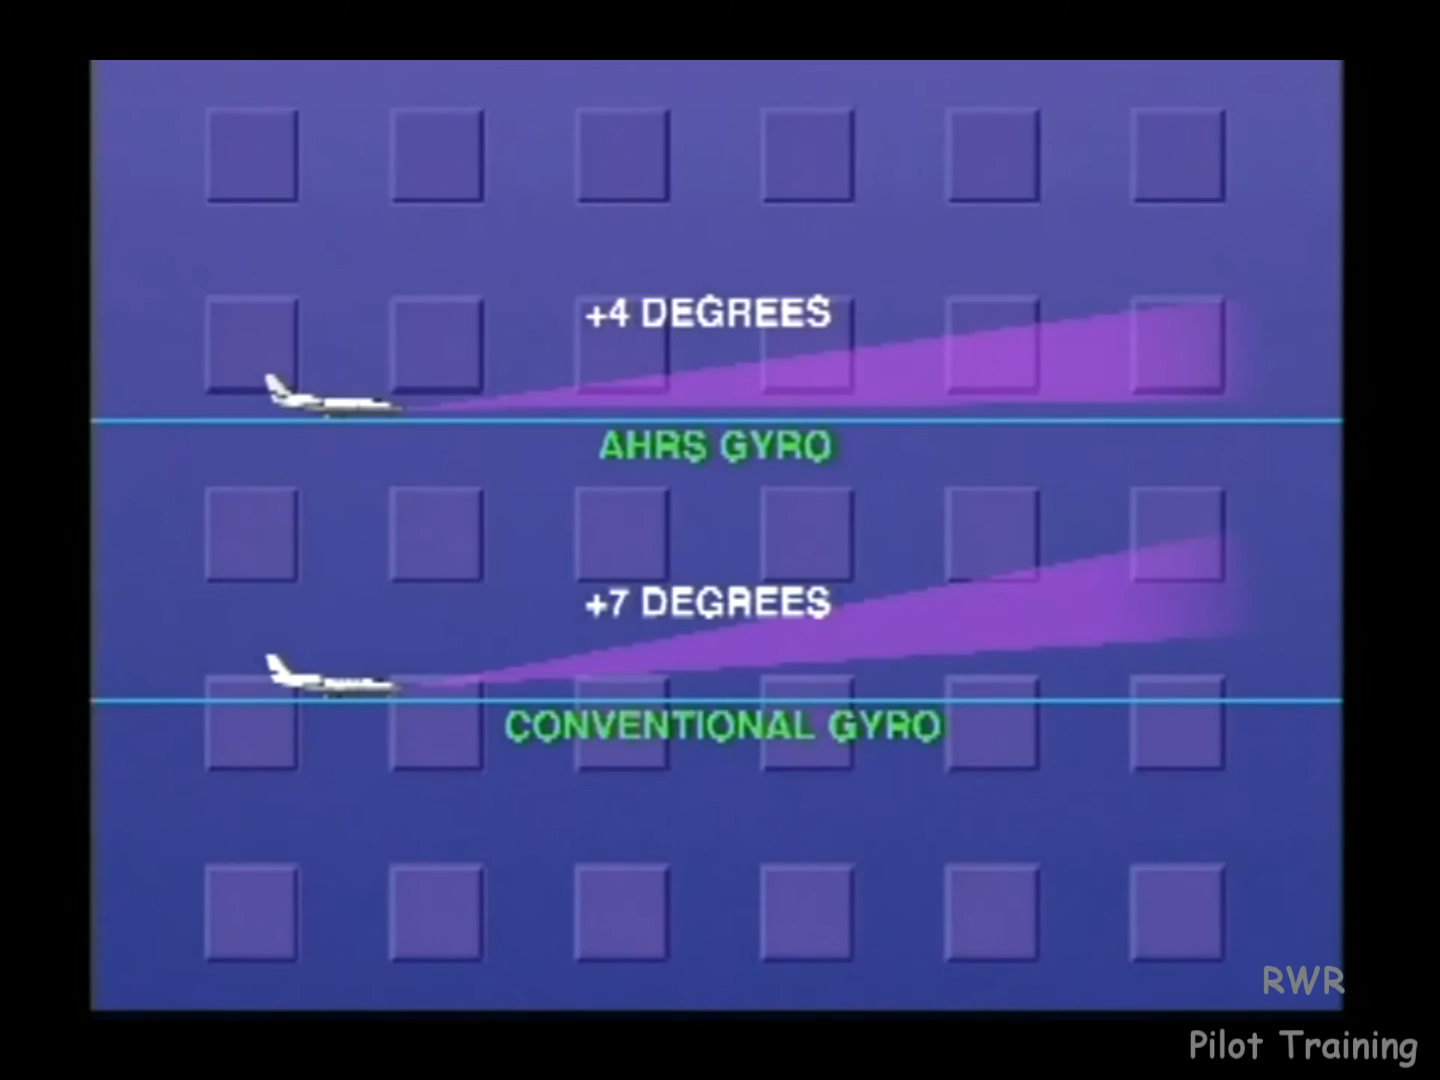 +4 DEGREES
AHRS GYRO
+7 DEGREES
CONVENTIONAL GYRO
RWR
Pilot Training